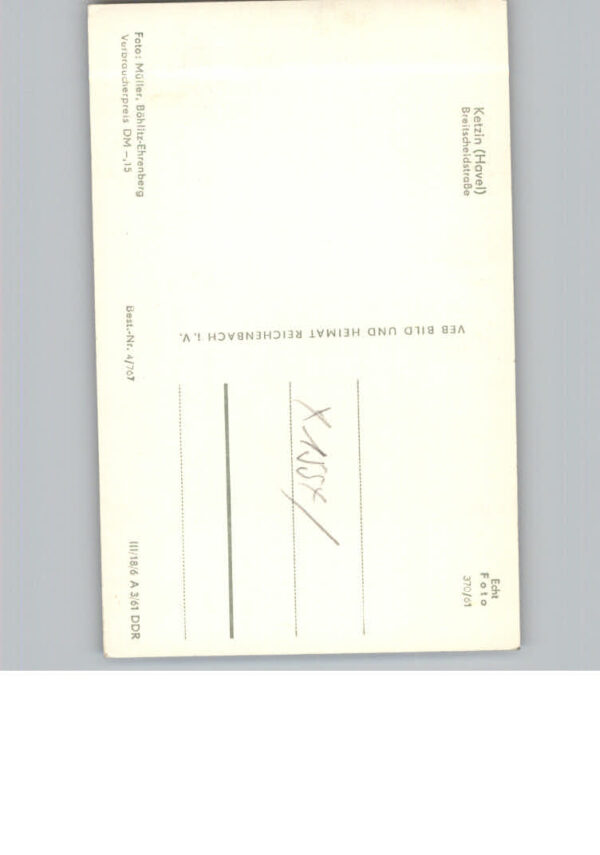 Ketzin (Havel)
Breitscheidstraße
Echt
Foto
370/61
VEB BILD UND HEIMAT REICHENBACH i. V.
Foto: Müller, Böhlitz-Ehrenberg
Verbraucherpreis DM –,15
Best.-Nr. 4/767
III/18/6 A 3/61 DDR